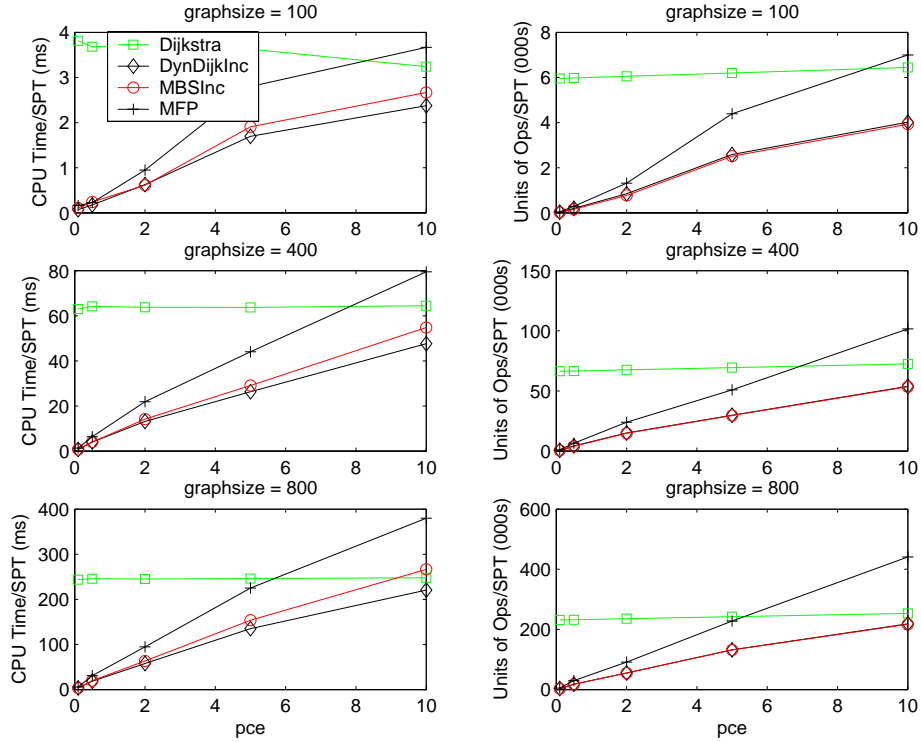 graphsize = 100
CPU Time/SPT (ms)
4
3
2
1
0
0 2 4 6 8 10
Dijkstra
DynDijkInc
MBSInc
MFP
graphsize = 100
Units of Ops/SPT (000s)
8
6
4
2
0
0 2 4 6 8 10
graphsize = 400
CPU Time/SPT (ms)
80
60
40
20
0
0 2 4 6 8 10
graphsize = 400
Units of Ops/SPT (000s)
150
100
50
0
0 2 4 6 8 10
graphsize = 800
CPU Time/SPT (ms)
400
300
200
100
0
0 2 4 6 8 10
pce
graphsize = 800
Units of Ops/SPT (000s)
600
400
200
0
0 2 4 6 8 10
pce